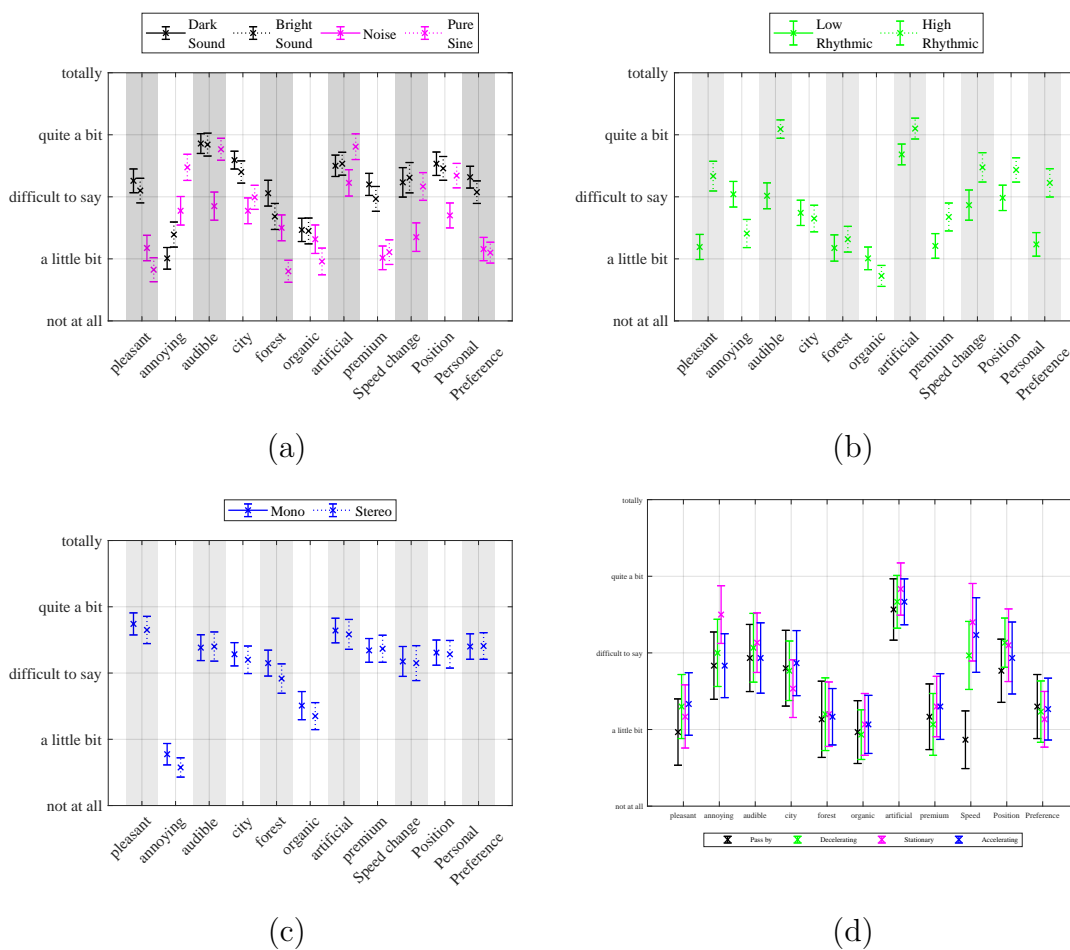 Dark Sound
Bright Sound
Noise
Pure Sine
totally
quite a bit
difficult to say
a little bit
not at all
pleasant
annoying
audible
city
forest
organic
artificial
premium
Speed change
Position
Personal
Preference
(a)
Low Rhythmic
High Rhythmic
totally
quite a bit
difficult to say
a little bit
not at all
pleasant
annoying
audible
city
forest
organic
artificial
premium
Speed change
Position
Personal
Preference
(b)
Mono
Stereo
totally
quite a bit
difficult to say
a little bit
not at all
pleasant
annoying
audible
city
forest
organic
artificial
premium
Speed change
Position
Personal
Preference
(c)
totally
quite a bit
difficult to say
a little bit
not at all
pleasant
annoying
audible
city
forest
organic
artificial
premium
Speed
Position
Preference
Pass by
Decelerating
Stationary
Accelerating
(d)